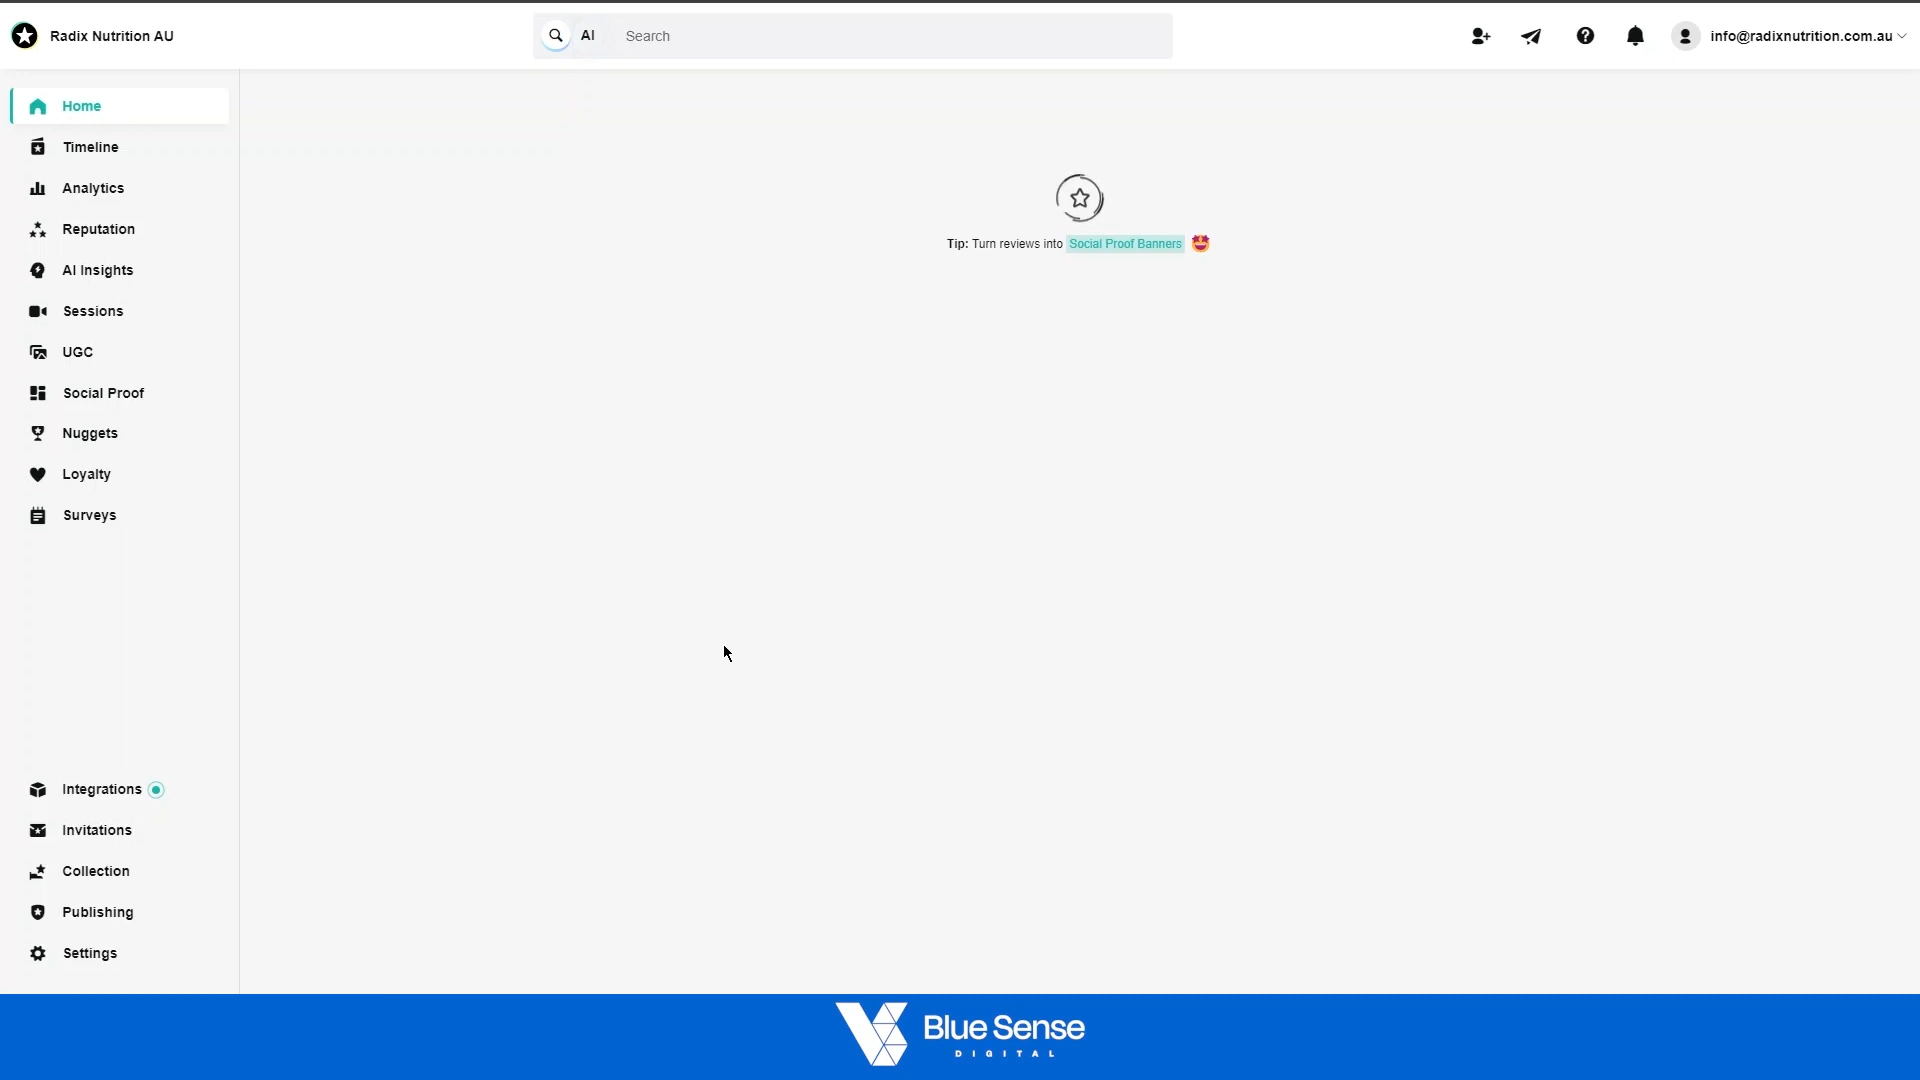 Radix Nutrition AU
AI
Search
info@radixnutrition.com.au
Home
Timeline
Analytics
Reputation
AI Insights
Sessions
UGC
Social Proof
Nuggets
Loyalty
Surveys
Tip: Turn reviews into Social Proof Banners
Integrations
Invitations
Collection
Publishing
Settings
Blue Sense
DIGITAL